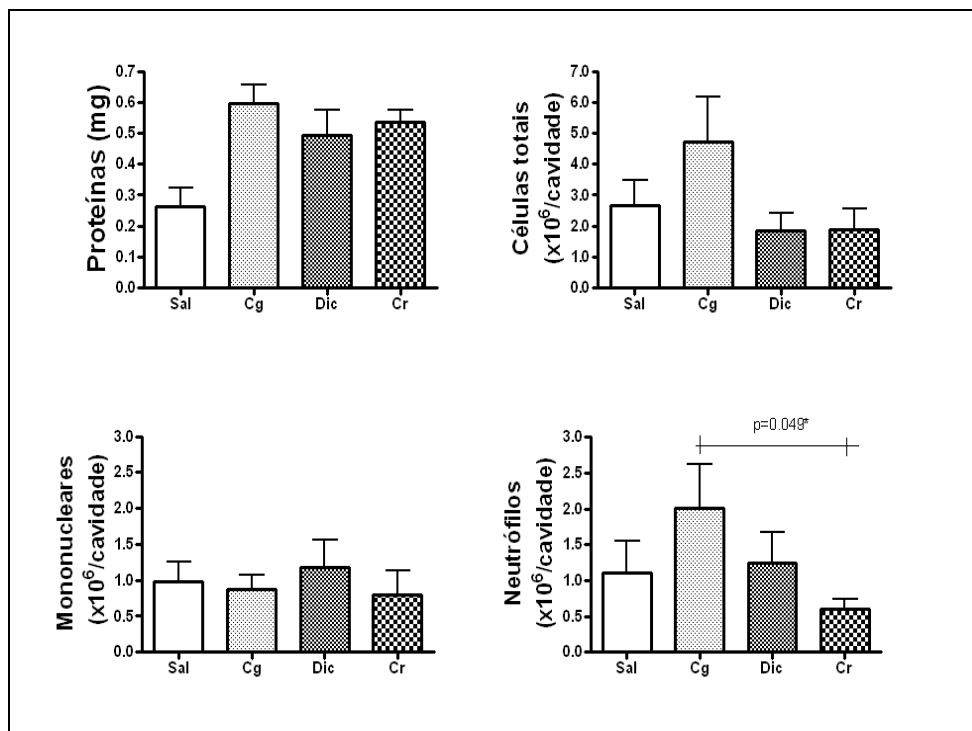 Proteínas (mg)
0.7
0.6
0.5
0.4
0.3
0.2
0.1
0.0
Sal Cg Dic Cr
Células totais
(x10⁶/cavidade)
7.0
6.0
5.0
4.0
3.0
2.0
1.0
0.0
Sal Cg Dic Cr
Mononucleares
(x10⁶/cavidade)
3.0
2.5
2.0
1.5
1.0
0.5
0.0
Sal Cg Dic Cr
p=0.049*
Neutrófilos
(x10⁶/cavidade)
3.0
2.5
2.0
1.5
1.0
0.5
0.0
Sal Cg Dic Cr